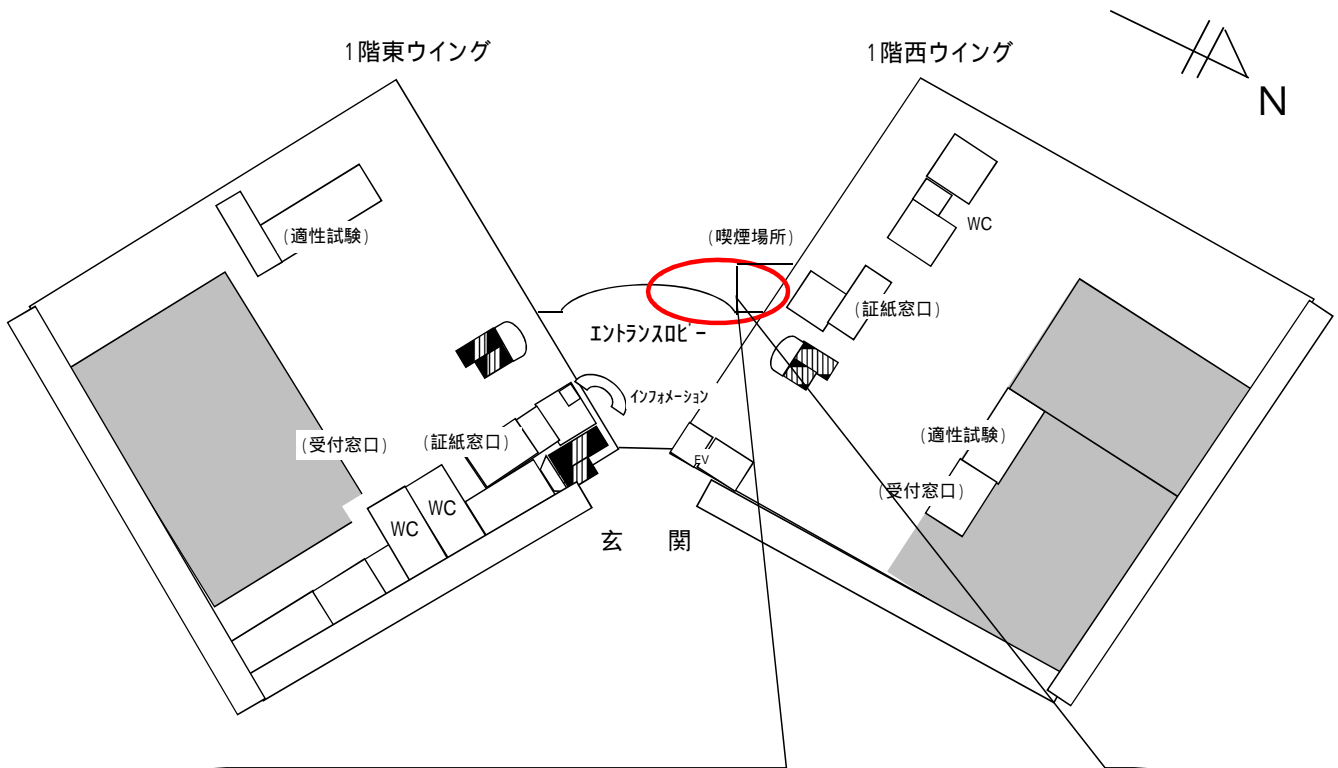 1階東ウイング
1階西ウイング
N
(適性試験)
(喫煙場所)
WC
(証紙窓口)
エントランスロビー
インフォメーション
(受付窓口)
(証紙窓口)
(適性試験)
EV
(受付窓口)
WC
WC
玄 関